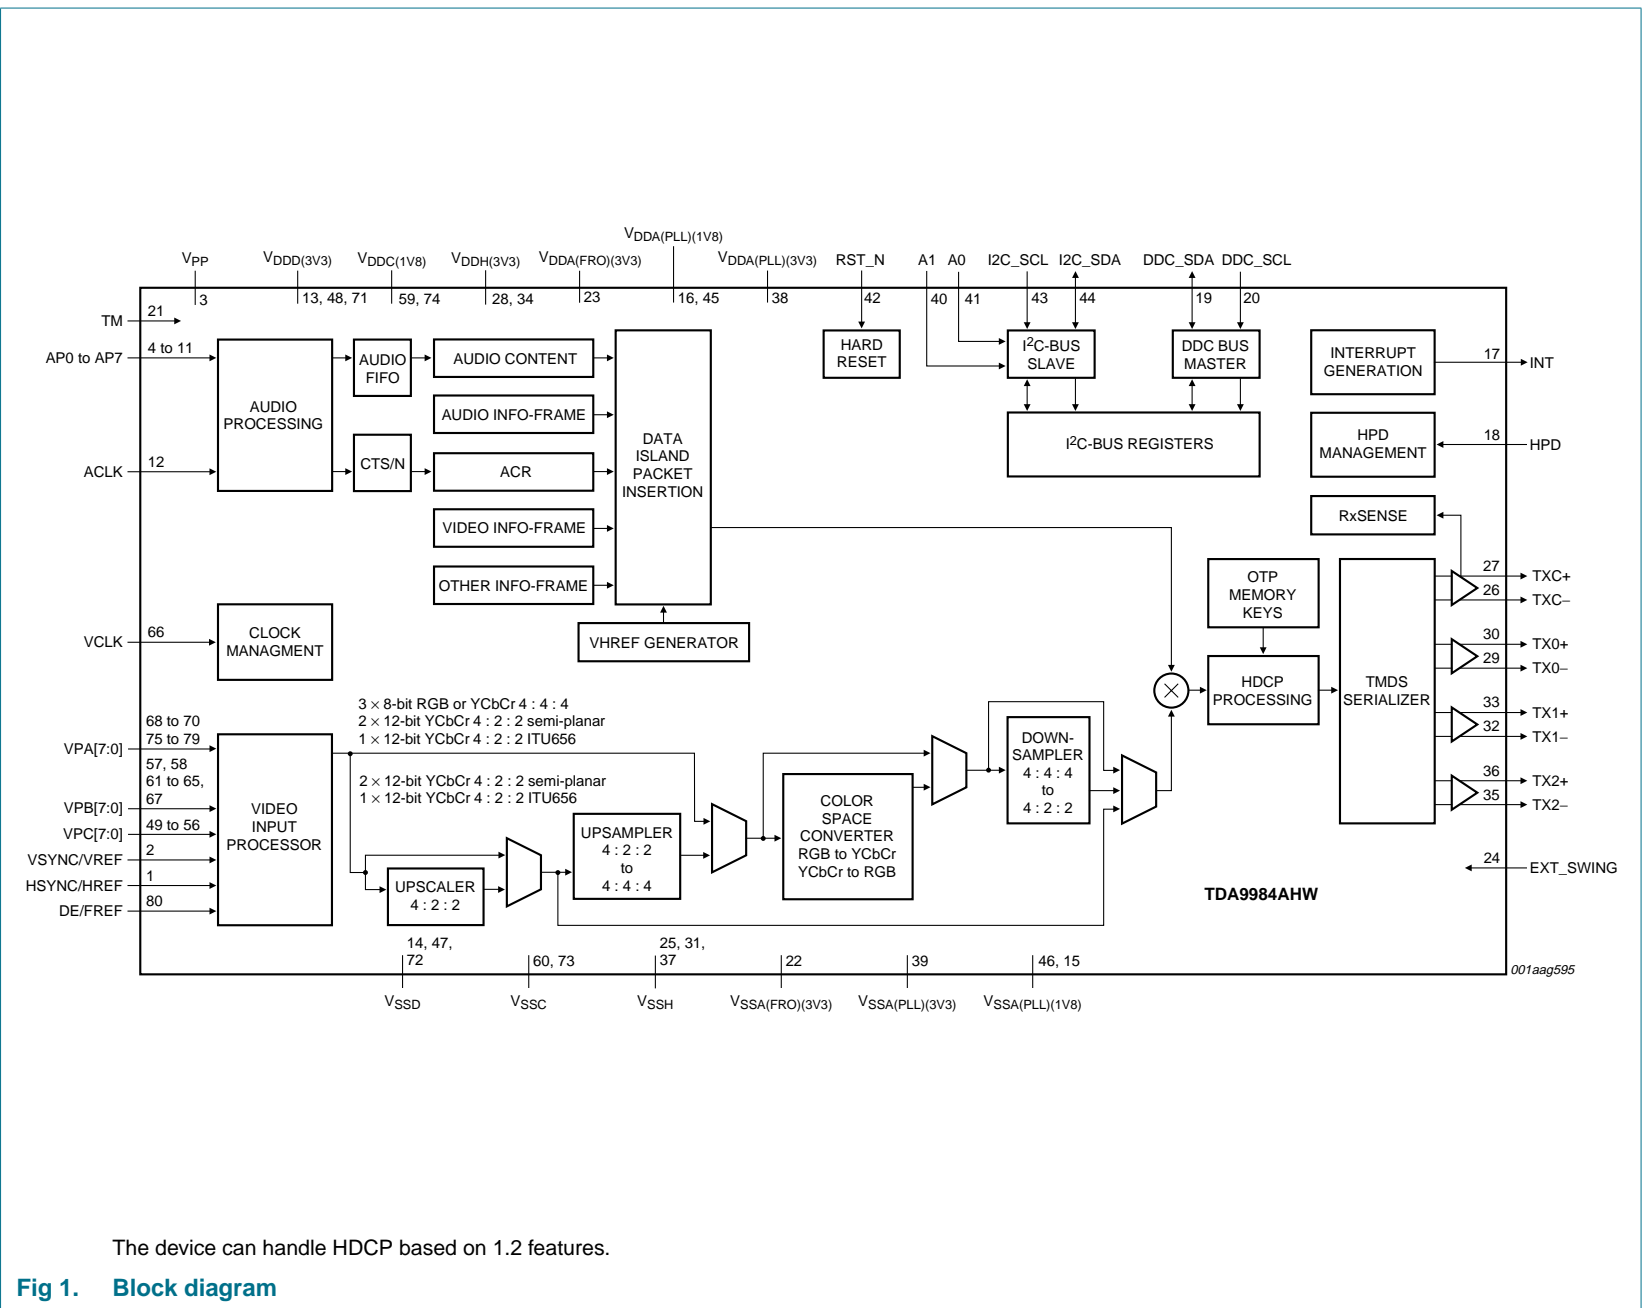 VDDA(PLL)(1V8)
VPP
VDDD(3V3)
VDDC(1V8)
VDDH(3V3)
VDDA(FRO)(3V3)
VDDA(PLL)(3V3)
RST_N
A1
A0
I2C_SCL
I2C_SDA
DDC_SDA
DDC_SCL
3
13, 48, 71
59, 74
28, 34
23
16, 45
38
42
40
41
43
44
19
20
TM
21
AP0 to AP7
4 to 11
ACLK
12
AUDIO
PROCESSING
AUDIO
FIFO
CTS/N
AUDIO CONTENT
AUDIO INFO-FRAME
ACR
VIDEO INFO-FRAME
OTHER INFO-FRAME
DATA
ISLAND
PACKET
INSERTION
VHREF GENERATOR
HARD
RESET
I2C-BUS
SLAVE
DDC BUS
MASTER
I2C-BUS REGISTERS
INTERRUPT
GENERATION
17
INT
HPD
MANAGEMENT
18
HPD
RxSENSE
VCLK
66
CLOCK
MANAGMENT
OTP
MEMORY
KEYS
HDCP
PROCESSING
TMDS
SERIALIZER
27
TXC+
26
TXC−
30
TX0+
29
TX0−
33
TX1+
32
TX1−
36
TX2+
35
TX2−
24
EXT_SWING
3 × 8-bit RGB or YCbCr 4 : 4 : 4
2 × 12-bit YCbCr 4 : 2 : 2 semi-planar
1 × 12-bit YCbCr 4 : 2 : 2 ITU656
2 × 12-bit YCbCr 4 : 2 : 2 semi-planar
1 × 12-bit YCbCr 4 : 2 : 2 ITU656
68 to 70
75 to 79
VPA[7:0]
57, 58
61 to 65,
67
VPB[7:0]
49 to 56
VPC[7:0]
2
VSYNC/VREF
1
HSYNC/HREF
80
DE/FREF
VIDEO
INPUT
PROCESSOR
UPSCALER
4 : 2 : 2
UPSAMPLER
4 : 2 : 2
to
4 : 4 : 4
COLOR
SPACE
CONVERTER
RGB to YCbCr
YCbCr to RGB
DOWN-
SAMPLER
4 : 4 : 4
to
4 : 2 : 2
TDA9984AHW
14, 47,
72
60, 73
25, 31,
37
22
39
46, 15
VSSD
VSSC
VSSH
VSSA(FRO)(3V3)
VSSA(PLL)(3V3)
VSSA(PLL)(1V8)
001aag595
The device can handle HDCP based on 1.2 features.
Fig 1. Block diagram